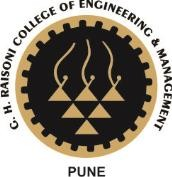 G. H. RAISONI COLLEGE OF ENGINEERING & MANAGEMENT
PUNE